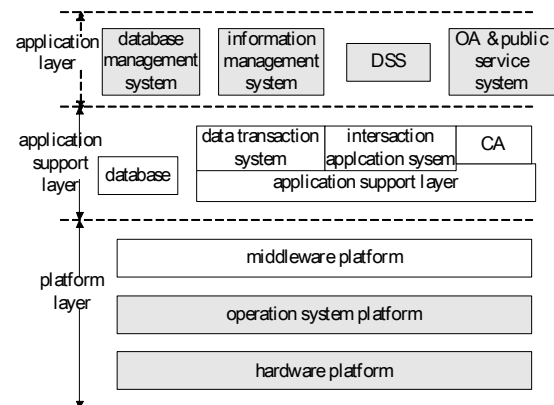 application
layer
database
management
system
information
management
system
DSS
OA & public
service
system
application
support
layer
database
data transaction
system
intersaction
application sysem
CA
application support layer
platform
layer
middleware platform
operation system platform
hardware platform